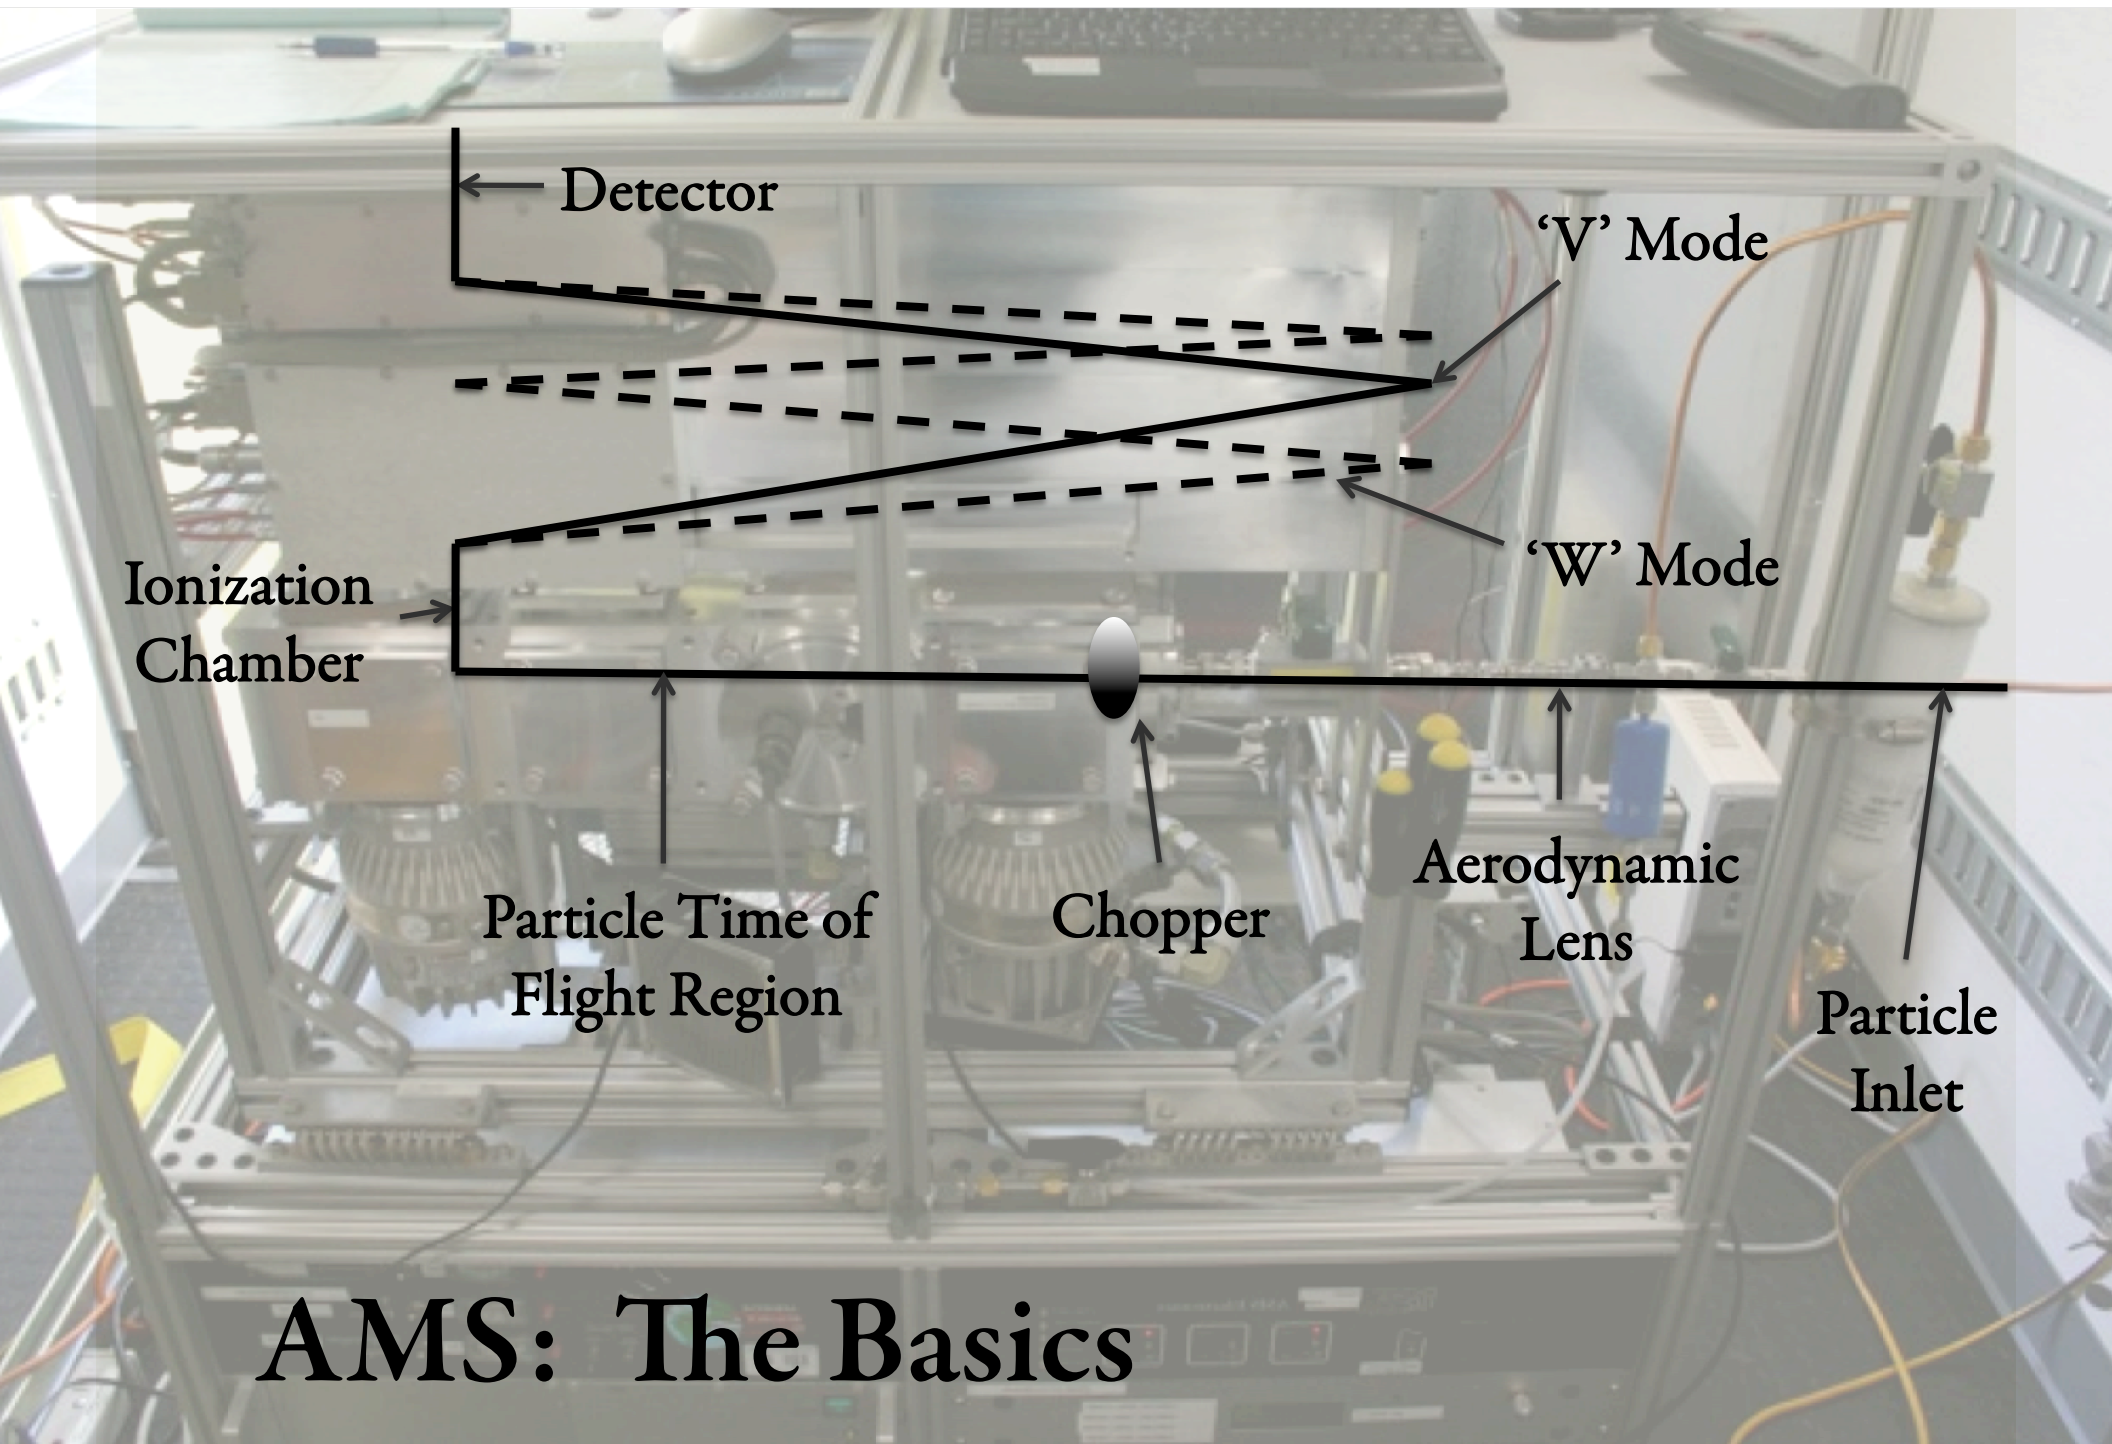 Detector
‘V’ Mode
‘W’ Mode
Ionization
Chamber
Particle Time of
Flight Region
Chopper
Aerodynamic
Lens
Particle
Inlet
AMS: The Basics